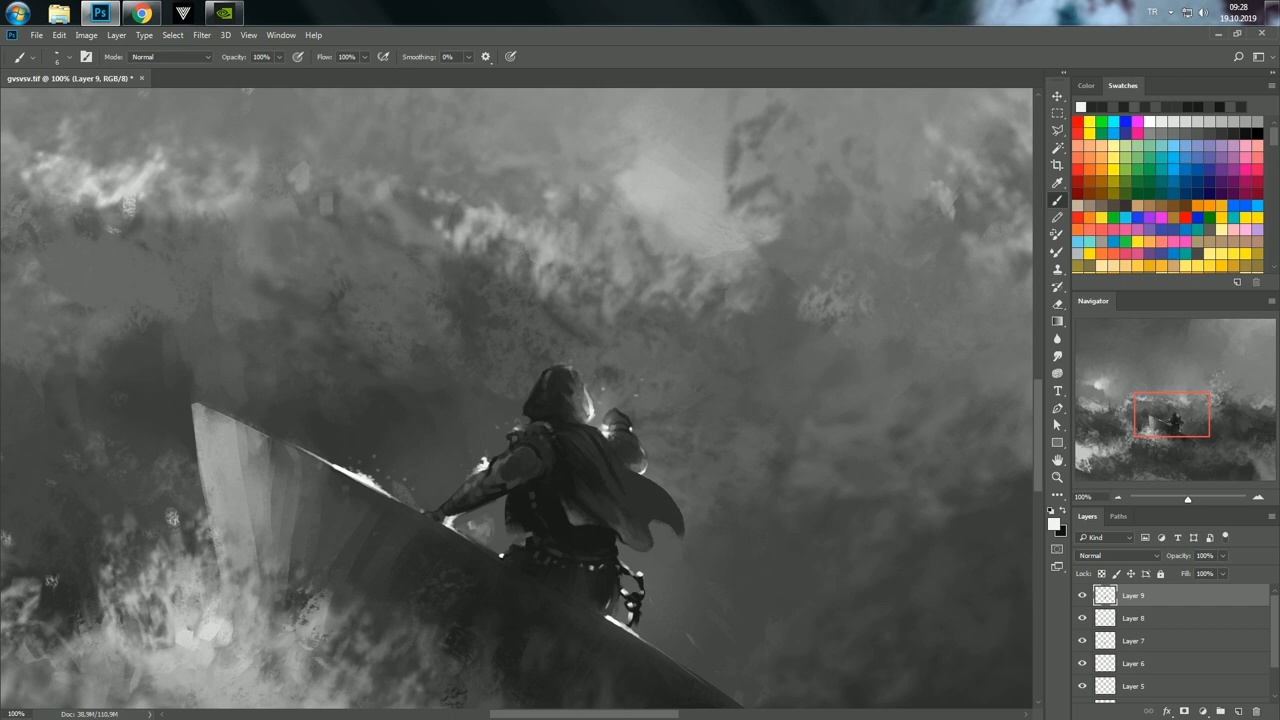 TR
09:28
19.10.2019
Ps
File Edit Image Layer Type Select Filter 3D View Window Help
6
Mode: Normal Opacity: 100% Flow: 100% Smoothing: 0%
gvsvsv.tif @ 100% (Layer 9, RGB/8) *
Color Swatches
Navigator
100%
Layers Paths
Kind
Normal Opacity: 100%
Lock: Fill: 100%
Layer 9
Layer 8
Layer 7
Layer 6
Layer 5
100% Doc: 38,9M/110,9M